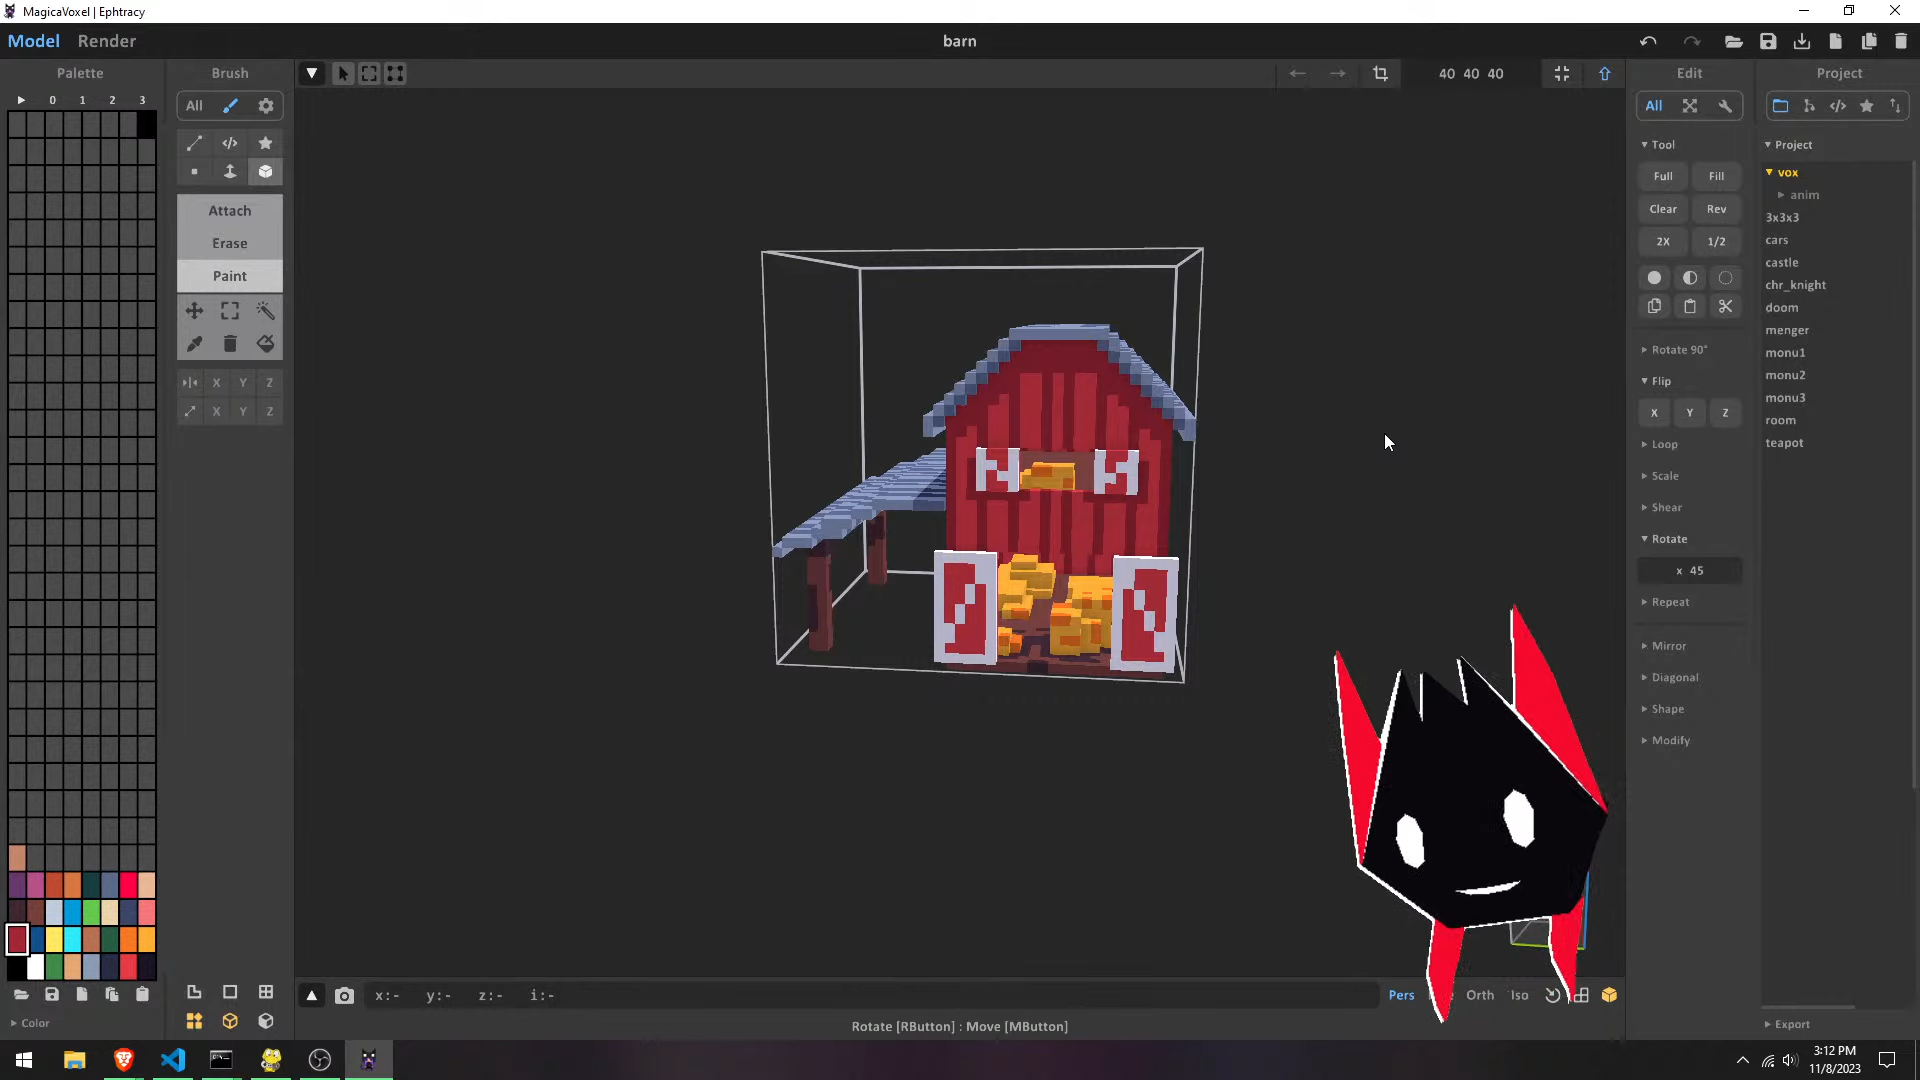 MagicaVoxel | Ephtracy
Model Render
barn
Palette
Brush
40 40 40
Edit
Project
0 1 2 3
All
All
Tool
Project
Full Fill
vox
anim
Clear Rev
3x3x3
Attach
2X 1/2
cars
Erase
castle
Paint
chr_knight
doom
menger
Rotate 90°
monu1
X Y Z
Flip
monu2
X Y Z
X Y Z
monu3
room
Loop
teapot
Scale
Shear
Rotate
x 45
Repeat
Mirror
Diagonal
Shape
Modify
x:- y:- z:- i:-
Pers
Orth
Iso
Color
Rotate [RButton] : Move [MButton]
Export
3:12 PM
11/8/2023